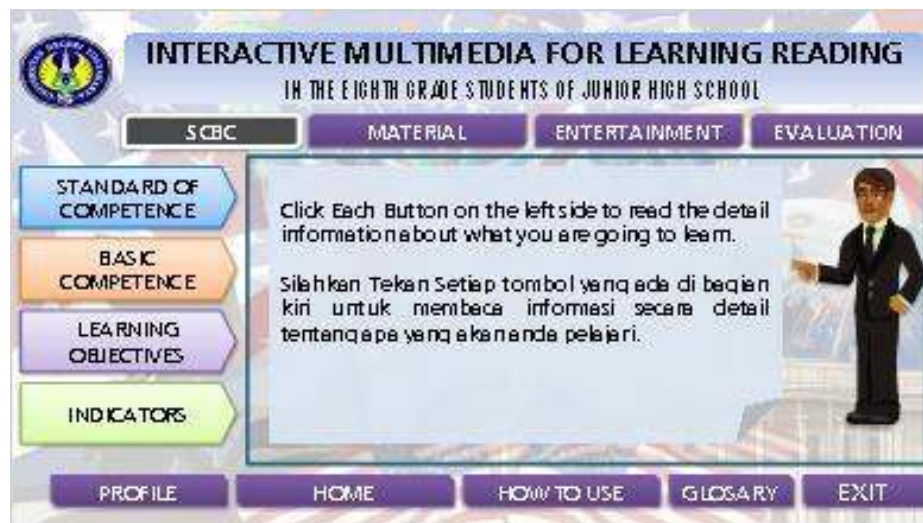 INTERACTIVE MULTIMEDIA FOR LEARNING READING
IN THE EIGHTH GRADE STUDENTS OF JUNIOR HIGH SCHOOL
SCBC
MATERIAL
ENTERTAINMENT
EVALUATION
STANDARD OF
COMPETENCE
BASIC
COMPETENCE
LEARNING
OBJECTIVES
INDICATORS
Click Each Button on the left side to read the detail
information about what you are going to learn.
Silahkan Tekan Setiap tombol yang ada di bagian
kiri untuk membaca informasi secara detail
tentang apa yang akan anda pelajari.
PROFILE
HOME
HOW TO USE
GLOSARY
EXIT